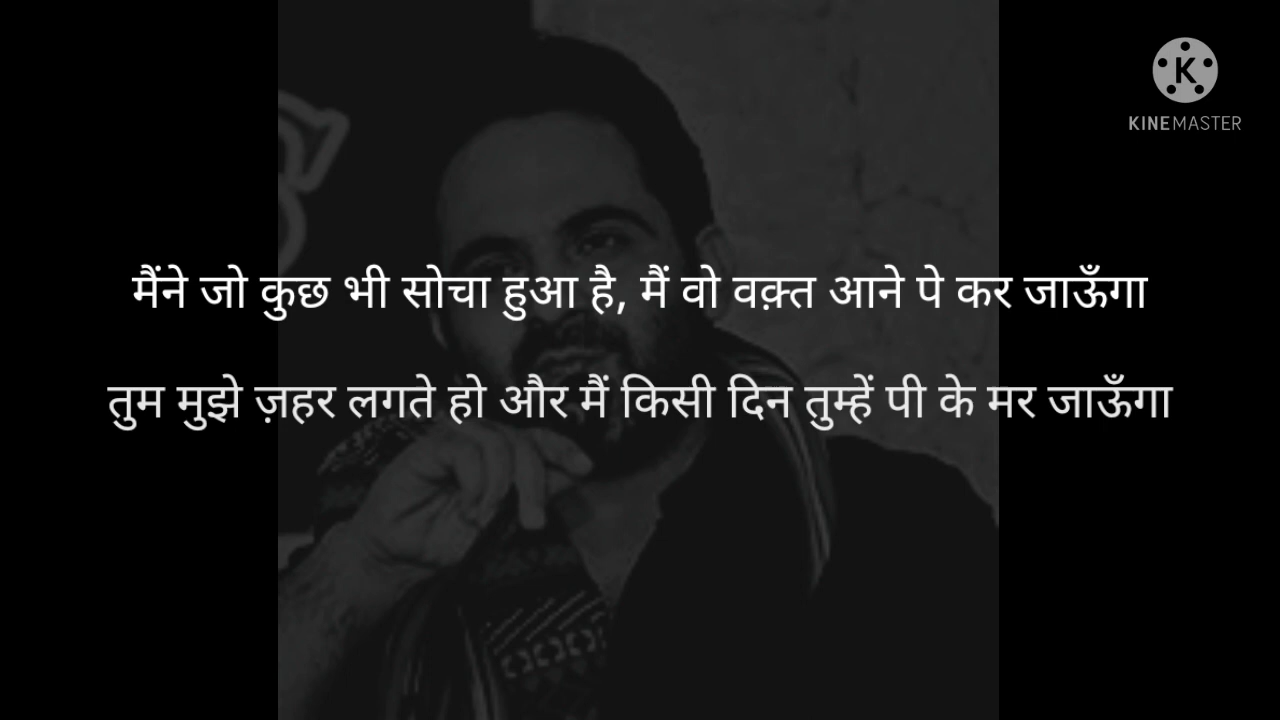 KINEMASTER
मैंने जो कुछ भी सोचा हुआ है, मैं वो वक़्त आने पे कर जाऊँगा
तुम मुझे ज़हर लगते हो और मैं किसी दिन तुम्हें पी के मर जाऊँगा